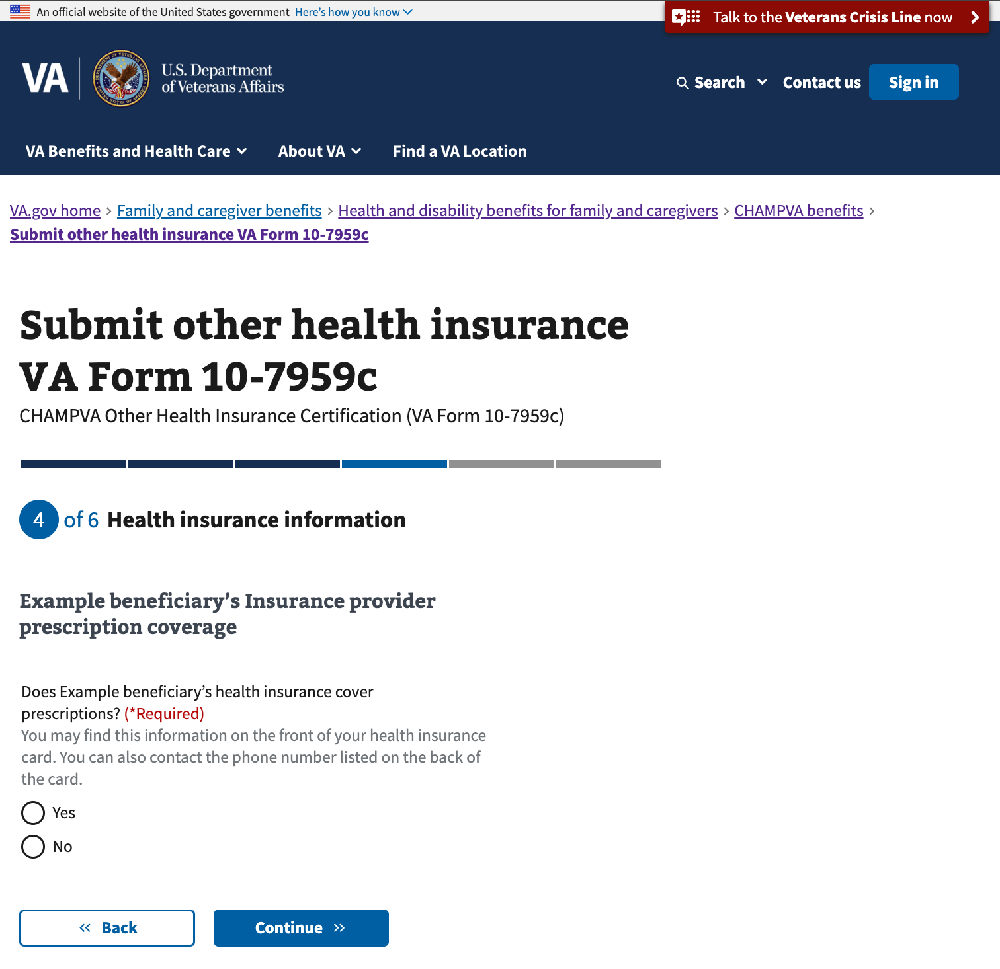 An official website of the United States government Here's how you know
Talk to the Veterans Crisis Line now
VA
U.S. Department
of Veterans Affairs
Search
Contact us
Sign in
VA Benefits and Health Care
About VA
Find a VA Location
VA.gov home › Family and caregiver benefits › Health and disability benefits for family and caregivers › CHAMPVA benefits ›
Submit other health insurance VA Form 10-7959c
Submit other health insurance
VA Form 10-7959c
CHAMPVA Other Health Insurance Certification (VA Form 10-7959c)
4 of 6 Health insurance information
Example beneficiary’s Insurance provider
prescription coverage
Does Example beneficiary’s health insurance cover
prescriptions? (*Required)
You may find this information on the front of your health insurance
card. You can also contact the phone number listed on the back of
the card.
Yes
No
« Back
Continue »